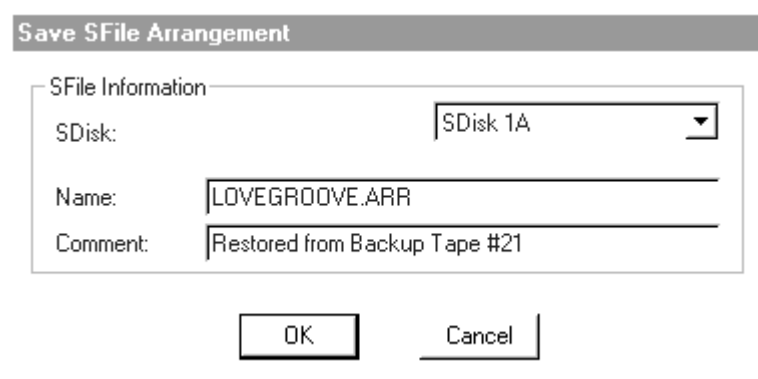 Save SFile Arrangement
SFile Information
SDisk: SDisk 1A
Name: LOVEGROOVE.ARR
Comment: Restored from Backup Tape #21
OK Cancel